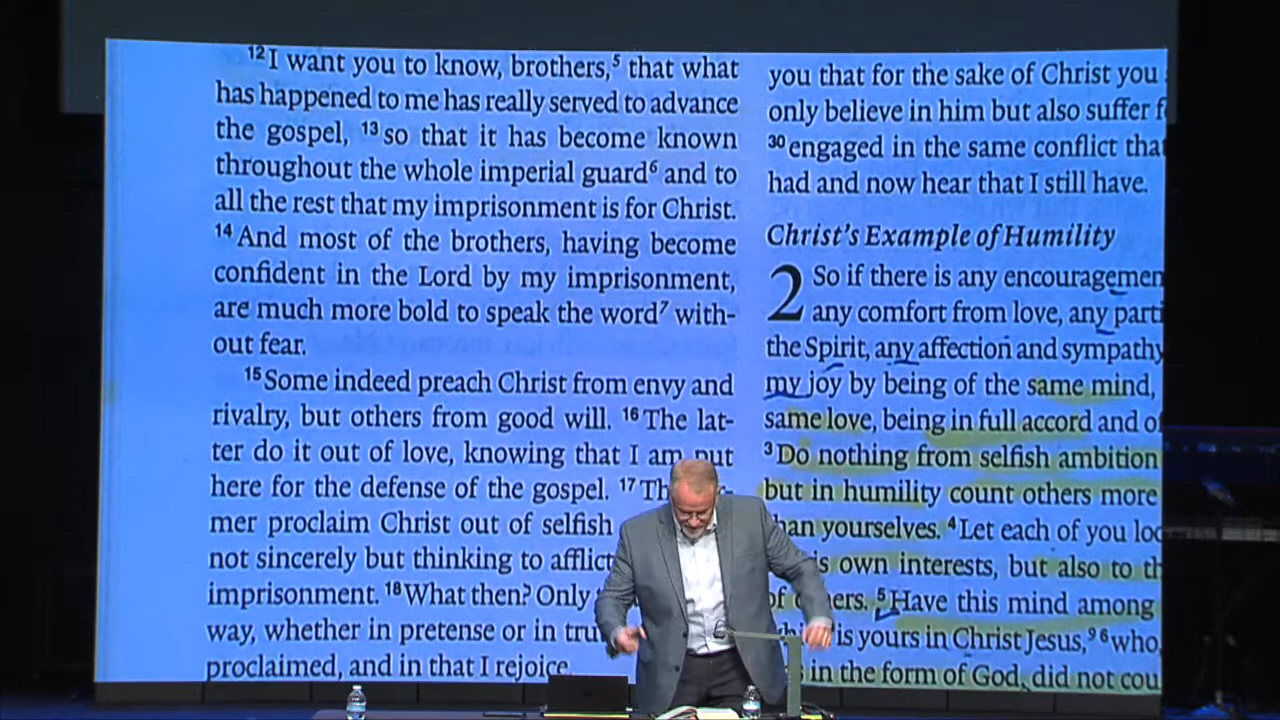 ¹²I want you to know, brothers,⁵ that what
has happened to me has really served to advance
the gospel, ¹³so that it has become known
throughout the whole imperial guard⁶ and to
all the rest that my imprisonment is for Christ.
¹⁴And most of the brothers, having become
confident in the Lord by my imprisonment,
are much more bold to speak the word⁷ with-
out fear.
¹⁵Some indeed preach Christ from envy and
rivalry, but others from good will. ¹⁶The lat-
ter do it out of love, knowing that I am put
here for the defense of the gospel. ¹⁷
mer proclaim Christ out of selfish
not sincerely but thinking to afflict
imprisonment. ¹⁸What then? Only
way, whether in pretense or in
proclaimed, and in that I rejoice.
you that for the sake of Christ you
only believe in him but also suffer
³⁰engaged in the same conflict
had and now hear that I still have.
Christ's Example of Humility
2 So if there is any
any comfort from love, any
the Spirit, any affection and sympathy
my joy by being of the same mind,
same love, being in full accord and
³Do nothing from selfish ambition
but in humility count others more
yourselves. ⁴Let each of you
own interests, but also to
of ⁵Have this mind among
is yours in Christ Jesus,⁹ ⁶who,
in the form of God, did not